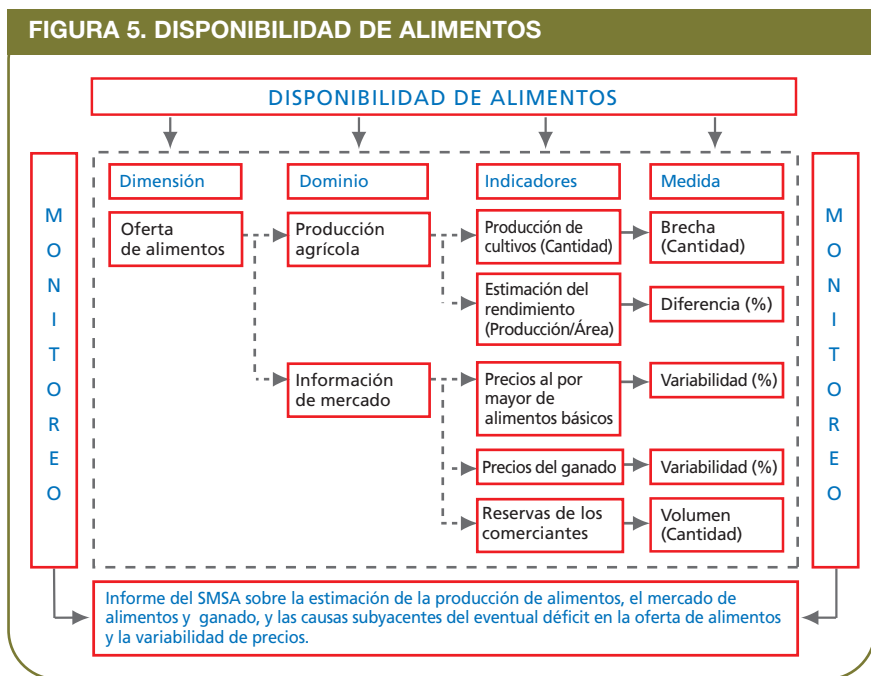 FIGURA 5. DISPONIBILIDAD DE ALIMENTOS
DISPONIBILIDAD DE ALIMENTOS
M
O
N
I
T
O
R
E
O
Dimensión
Dominio
Indicadores
Medida
Oferta
de alimentos
Producción
agrícola
Producción de
cultivos (Cantidad)
Brecha
(Cantidad)
Estimación del
rendimiento
(Producción/Área)
Diferencia (%)
Información
de mercado
Precios al por
mayor de
alimentos básicos
Variabilidad (%)
Precios del ganado
Variabilidad (%)
Reservas de los
comerciantes
Volumen
(Cantidad)
M
O
N
I
T
O
R
E
O
Informe del SMSA sobre la estimación de la producción de alimentos, el mercado de
alimentos y ganado, y las causas subyacentes del eventual déficit en la oferta de alimentos
y la variabilidad de precios.